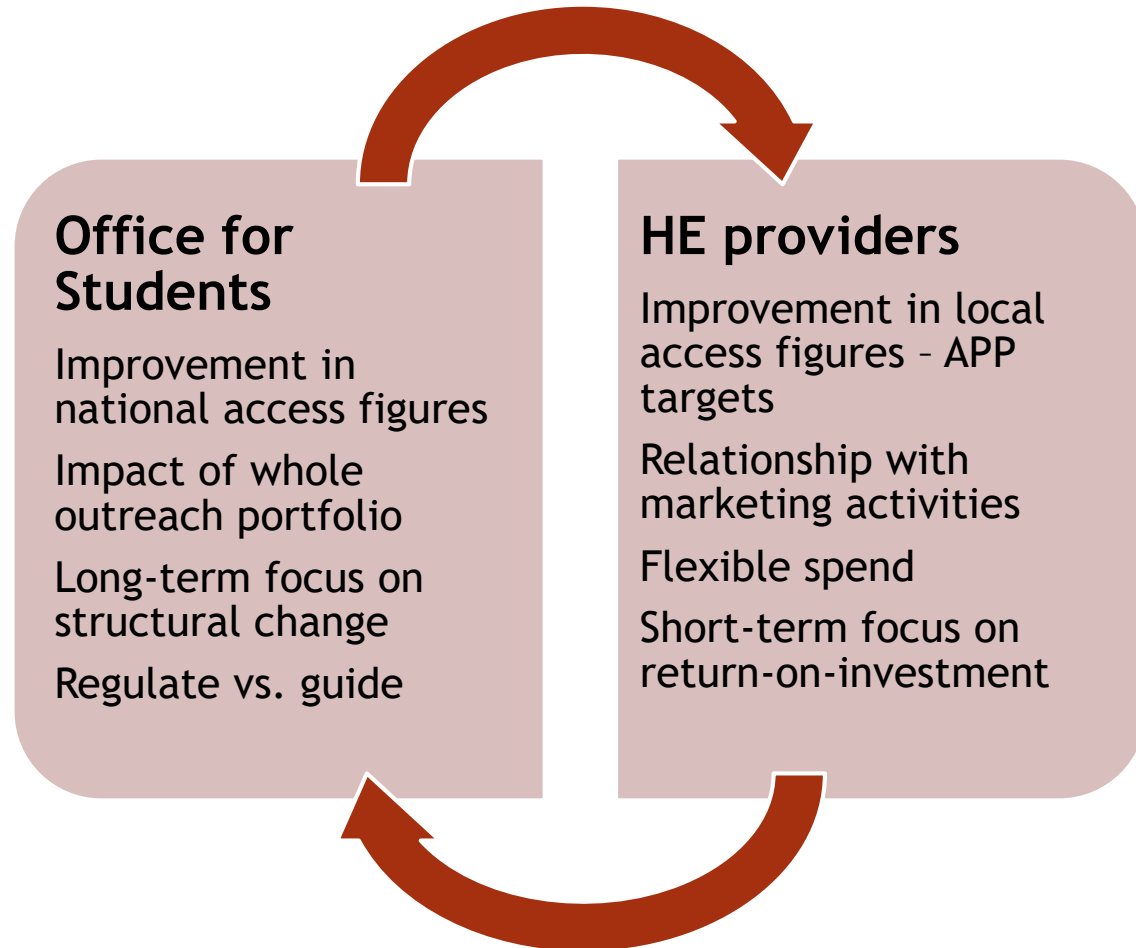 Office for
Students
Improvement in
national access figures
Impact of whole
outreach portfolio
Long-term focus on
structural change
Regulate vs. guide
HE providers
Improvement in local
access figures – APP
targets
Relationship with
marketing activities
Flexible spend
Short-term focus on
return-on-investment